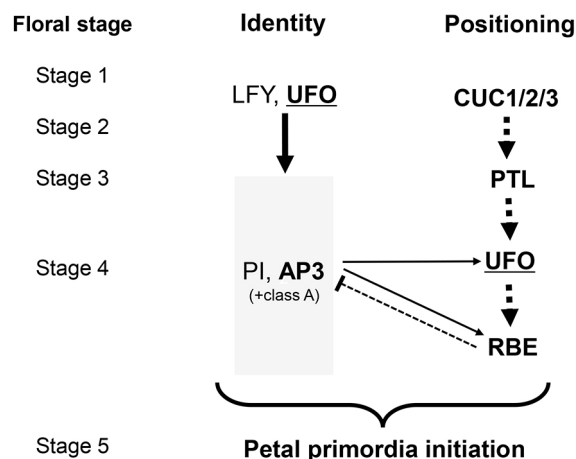 Floral stage Identity Positioning
Stage 1
LFY, UFO CUC1/2/3
Stage 2
Stage 3 PTL
Stage 4 PI, AP3 UFO
(+class A)
RBE
Stage 5 Petal primordia initiation